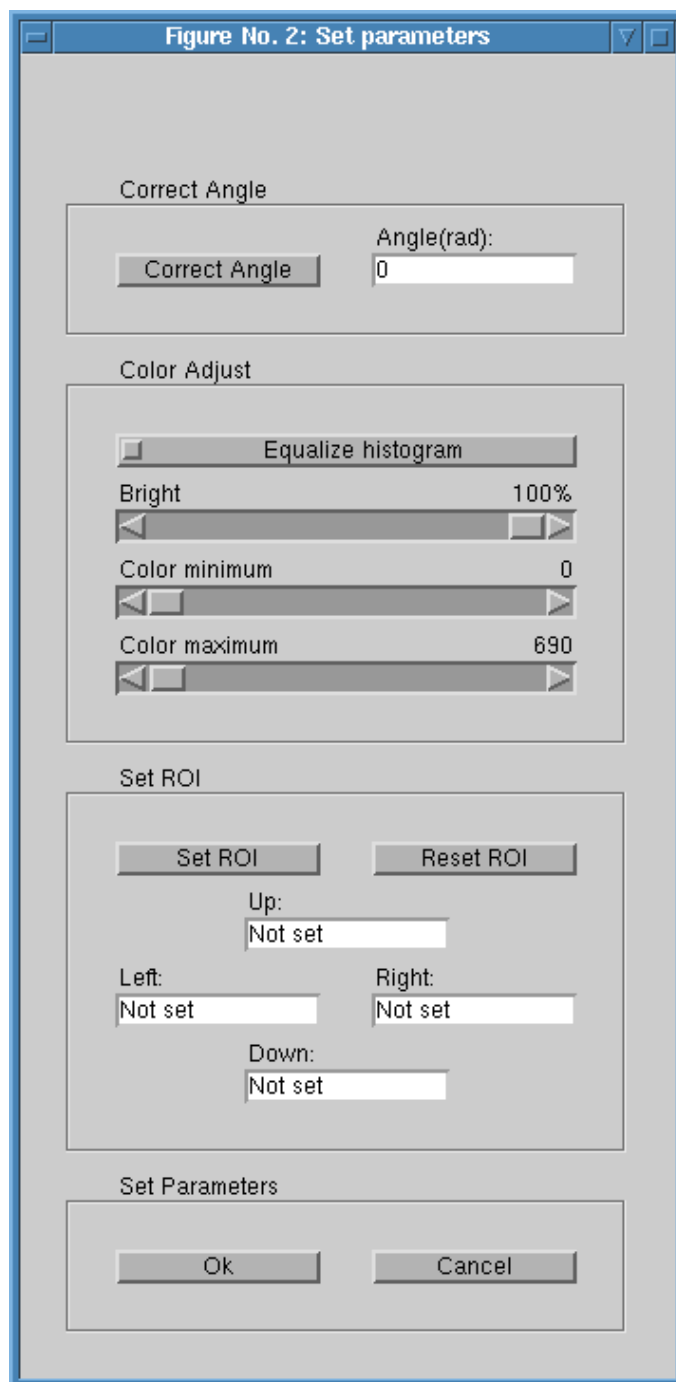 Figure No. 2: Set parameters
Correct Angle
Angle(rad):
Correct Angle
0
Color Adjust
Equalize histogram
Bright 100%
Color minimum 0
Color maximum 690
Set ROI
Set ROI Reset ROI
Up:
Not set
Left: Right:
Not set Not set
Down:
Not set
Set Parameters
Ok Cancel